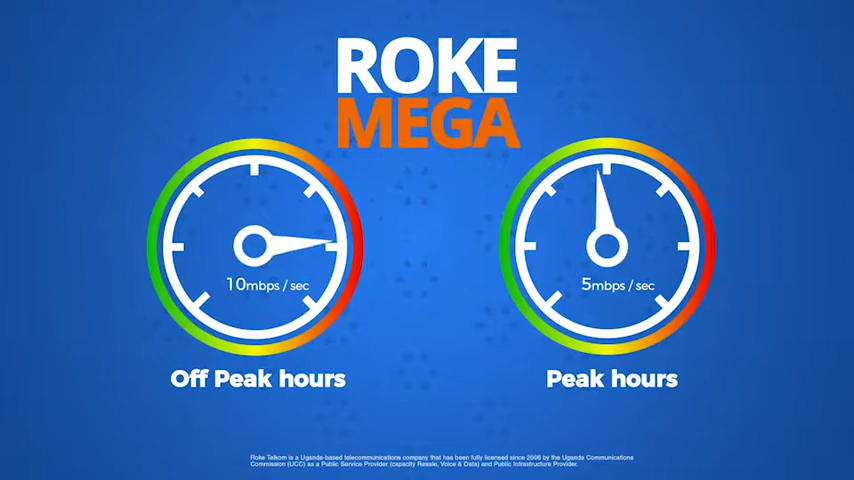 ROKE
MEGA
10mbps / sec
5mbps / sec
Off Peak hours
Peak hours
Roke Telkom is a Uganda-based telecommunications company that has been fully licensed since 2006 by the Uganda Communications
Commission (UCC) as a Public Service Provider (capacity Resale, Voice & Data) and Public Infrastructure Provider.